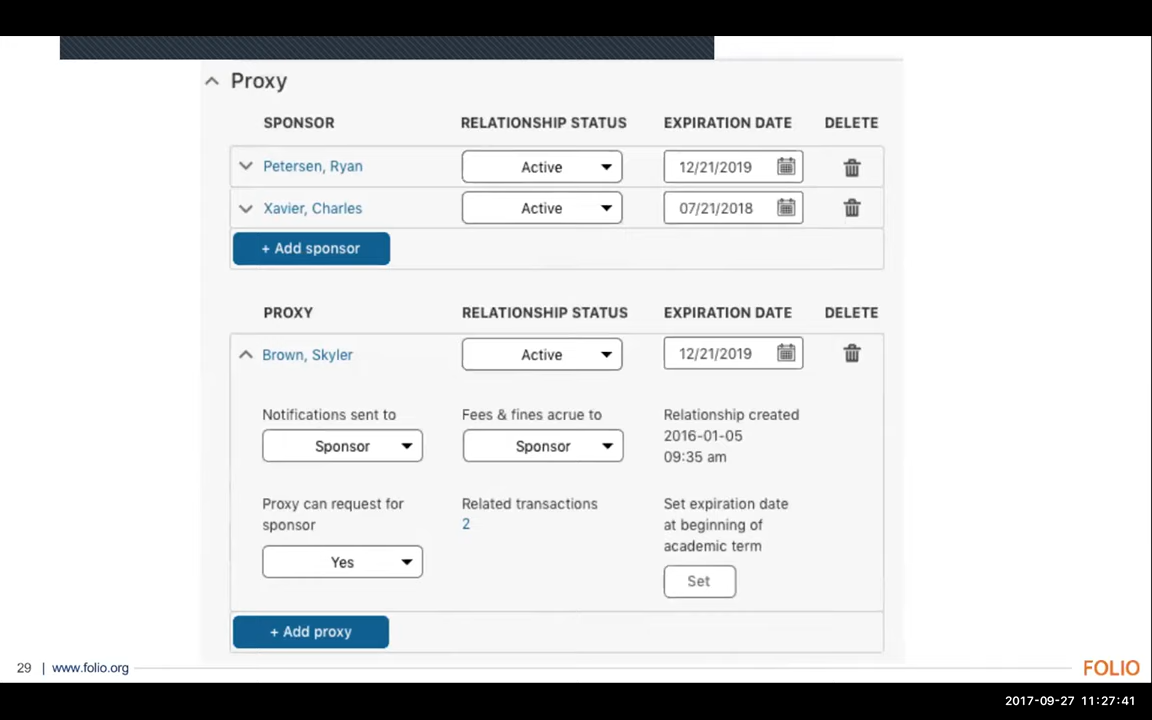 Proxy
SPONSOR RELATIONSHIP STATUS EXPIRATION DATE DELETE
Petersen, Ryan Active 12/21/2019
Xavier, Charles Active 07/21/2018
+ Add sponsor
PROXY RELATIONSHIP STATUS EXPIRATION DATE DELETE
Brown, Skyler Active 12/21/2019
Notifications sent to
Sponsor
Fees & fines accrue to
Sponsor
Relationship created
2016-01-05
09:35 am
Proxy can request for
sponsor
Yes
Related transactions
2
Set expiration date
at beginning of
academic term
Set
+ Add proxy
29 | www.folio.org
FOLIO
2017-09-27 11:27:41